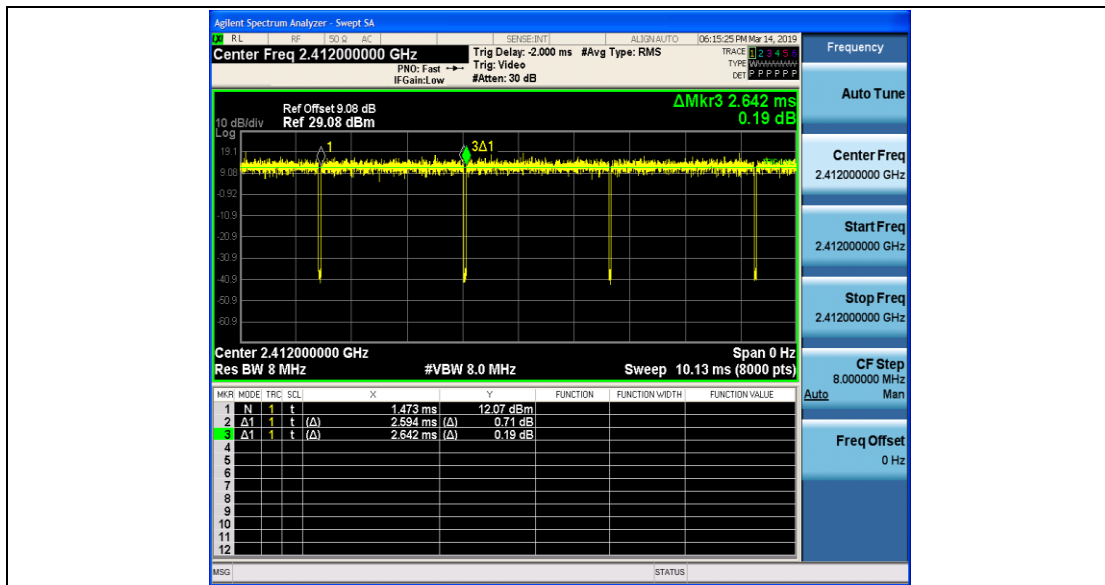 Agilent Spectrum Analyzer - Swept SA
RL RF 50 Ω AC SENSE:INT ALIGN AUTO 06:15:25 PM Mar 14, 2019
Center Freq 2.412000000 GHz
Trig Delay: -2.000 ms #Avg Type: RMS
TRACE 1 2 3 4 5 6
PNO: Fast Trig: Video
TYPE
IFGain:Low #Atten: 30 dB
DET P P P P P P
Frequency
ΔMkr3 2.642 ms
0.19 dB
Ref Offset 9.08 dB
10 dB/div Ref 29.08 dBm
Log
1
3Δ1
19.1
9.08
-0.92
-10.9
-20.9
-30.9
-40.9
-50.9
-60.9
Center 2.412000000 GHz Span 0 Hz
Res BW 8 MHz #VBW 8.0 MHz Sweep 10.13 ms (8000 pts)
MKR MODE TRC SCL X Y FUNCTION FUNCTION WIDTH FUNCTION VALUE
1 N 1 t 1.473 ms 12.07 dBm
2 Δ1 1 t (Δ) 2.594 ms (Δ) 0.71 dB
3 Δ1 1 t (Δ) 2.642 ms (Δ) 0.19 dB
4
5
6
7
8
9
10
11
12
MSG STATUS
Auto Tune
Center Freq
2.412000000 GHz
Start Freq
2.412000000 GHz
Stop Freq
2.412000000 GHz
CF Step
8.000000 MHz
Auto Man
Freq Offset
0 Hz